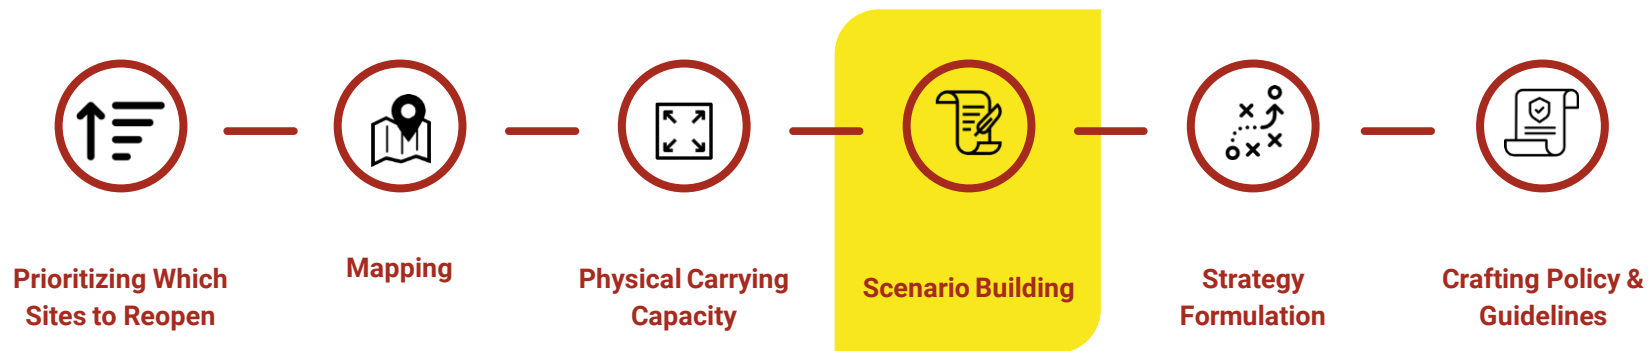 Prioritizing Which
Sites to Reopen
Mapping
Physical Carrying
Capacity
Scenario Building
Strategy
Formulation
Crafting Policy &
Guidelines